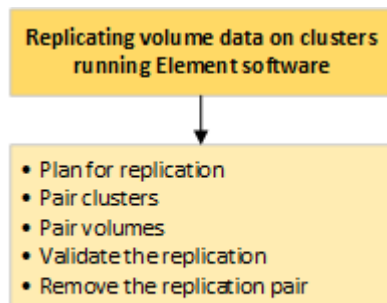 Replicating volume data on clusters
running Element software
• Plan for replication
• Pair clusters
• Pair volumes
• Validate the replication
• Remove the replication pair